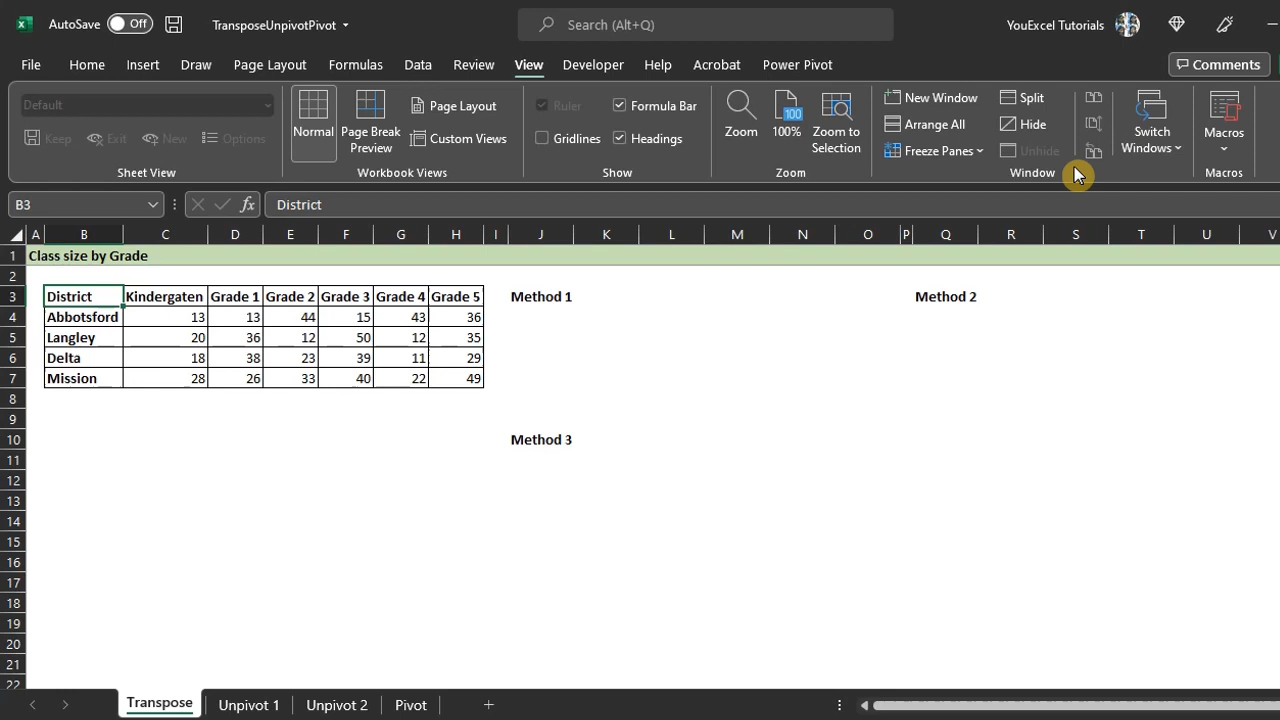 AutoSave Off TransposeUnpivotPivot Search (Alt+Q) YouExcel Tutorials
File Home Insert Draw Page Layout Formulas Data Review View Developer Help Acrobat Power Pivot Comments
Default
Keep Exit New Options
Sheet View
Normal
Page Break Preview
Page Layout
Custom Views
Workbook Views
Ruler Formula Bar
Gridlines Headings
Show
Zoom
100
100%
Zoom to Selection
Zoom
New Window
Arrange All
Freeze Panes
Split
Hide
Unhide
Switch Windows
Window
Macros
Macros
B3 fx District
A B C D E F G H I J K L M N O P Q R S T U V
1 Class size by Grade
2
3 District Kindergaten Grade 1 Grade 2 Grade 3 Grade 4 Grade 5 Method 1 Method 2
4 Abbotsford 13 13 44 15 43 36
5 Langley 20 36 12 50 12 35
6 Delta 18 38 23 39 11 29
7 Mission 28 26 33 40 22 49
8
9
10 Method 3
11
12
13
14
15
16
17
18
19
20
21
22
Transpose Unpivot 1 Unpivot 2 Pivot